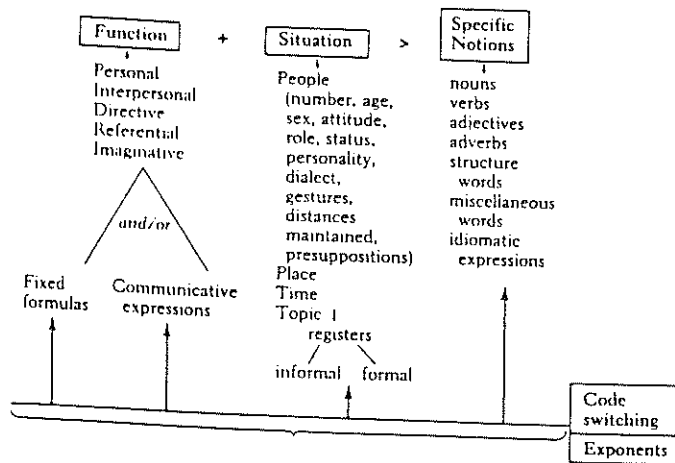 Function + Situation > Specific Notions
Personal
Interpersonal
Directive
Referential
Imaginative
and/or
Fixed
formulas
Communicative
expressions
People
(number, age,
sex, attitude,
role, status,
personality,
dialect,
gestures,
distances
maintained,
presuppositions)
Place
Time
Topic
registers
informal formal
nouns
verbs
adjectives
adverbs
structure
words
miscellaneous
words
idiomatic
expressions
Code
switching
Exponents